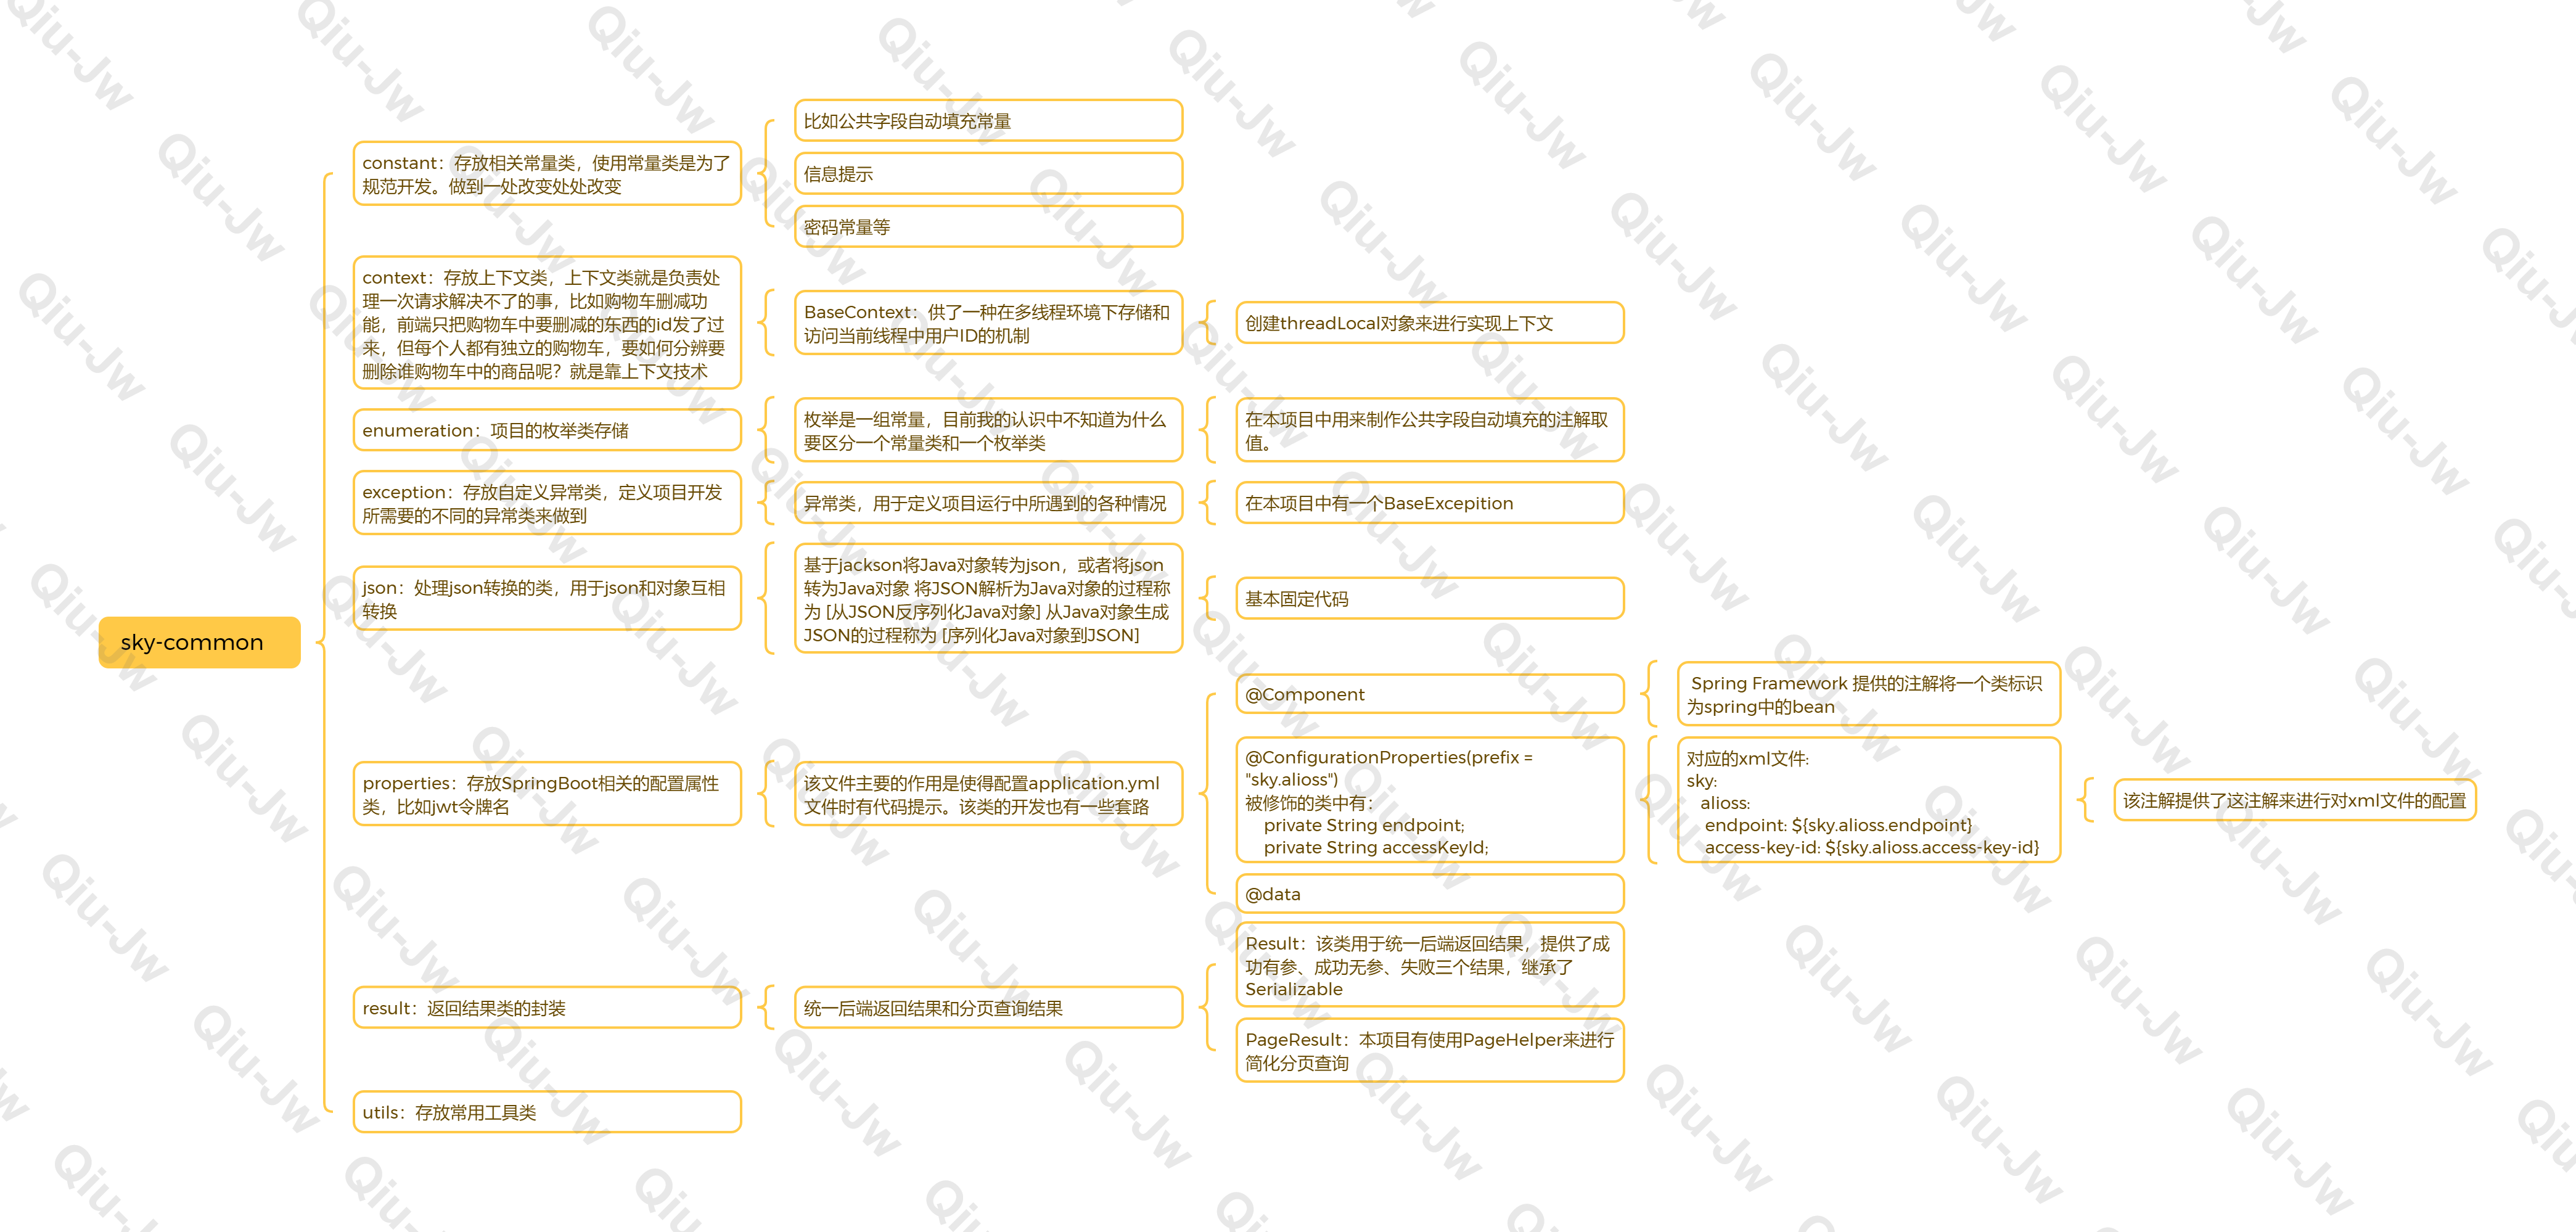 sky-common
constant：存放相关常量类，使用常量类是为了
规范开发。做到一处改变处处改变
比如公共字段自动填充常量
信息提示
密码常量等
context：存放上下文类，上下文类就是负责处
理一次请求解决不了的事，比如购物车删减功
能，前端只把购物车中要删减的东西的id发了过
来，但每个人都有独立的购物车，要如何分辨要
删除谁购物车中的商品呢？就是靠上下文技术
BaseContext：供了一种在多线程环境下存储和
访问当前线程中用户ID的机制
创建threadLocal对象来进行实现上下文
enumeration：项目的枚举类存储
枚举是一组常量，目前我的认识中不知道为什么
要区分一个常量类和一个枚举类
在本项目中用来制作公共字段自动填充的注解取
值。
exception：存放自定义异常类，定义项目开发
所需要的不同的异常类来做到
异常类，用于定义项目运行中所遇到的各种情况
在本项目中有一个BaseExcepition
json：处理json转换的类，用于json和对象互相
转换
基于jackson将Java对象转为json，或者将json
转为Java对象 将JSON解析为Java对象的过程称
为 [从JSON反序列化Java对象] 从Java对象生成
JSON的过程称为 [序列化Java对象到JSON]
基本固定代码
properties：存放SpringBoot相关的配置属性
类，比如jwt令牌名
该文件主要的作用是使得配置application.yml
文件时有代码提示。该类的开发也有一些套路
@Component
Spring Framework 提供的注解将一个类标识
为spring中的bean
@ConfigurationProperties(prefix =
"sky.alioss")
被修饰的类中有：
private String endpoint;
private String accessKeyId;
对应的xml文件:
sky:
alioss:
endpoint: ${sky.alioss.endpoint}
access-key-id: ${sky.alioss.access-key-id}
该注解提供了这注解来进行对xml文件的配置
@data
result：返回结果类的封装
统一后端返回结果和分页查询结果
Result：该类用于统一后端返回结果，提供了成
功有参、成功无参、失败三个结果，继承了
Serializable
PageResult：本项目有使用PageHelper来进行
简化分页查询
utils：存放常用工具类
Qiu-Jw